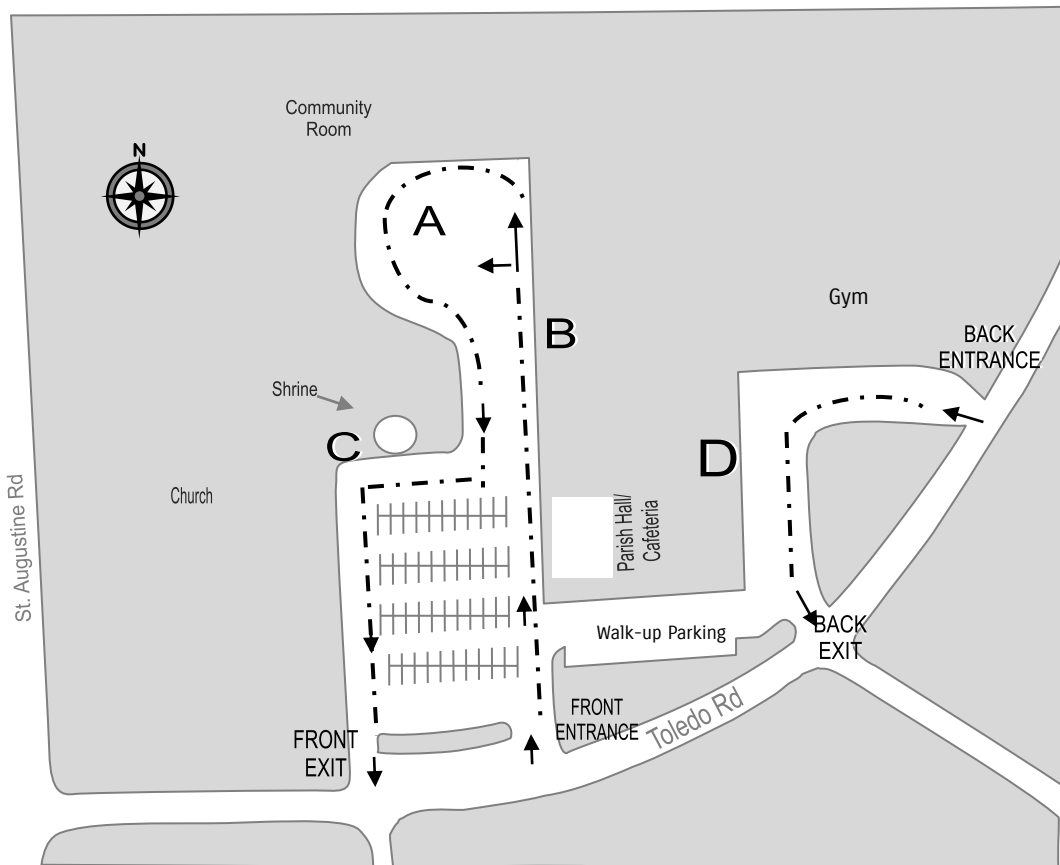 Community
Room
N
A
Gym
B
BACK
ENTRANCE
Shrine
C
D
Church
St. Augustine Rd
Parish Hall/
Cafeteria
Walk-up Parking
BACK
EXIT
FRONT
ENTRANCE
Toledo Rd
FRONT
EXIT